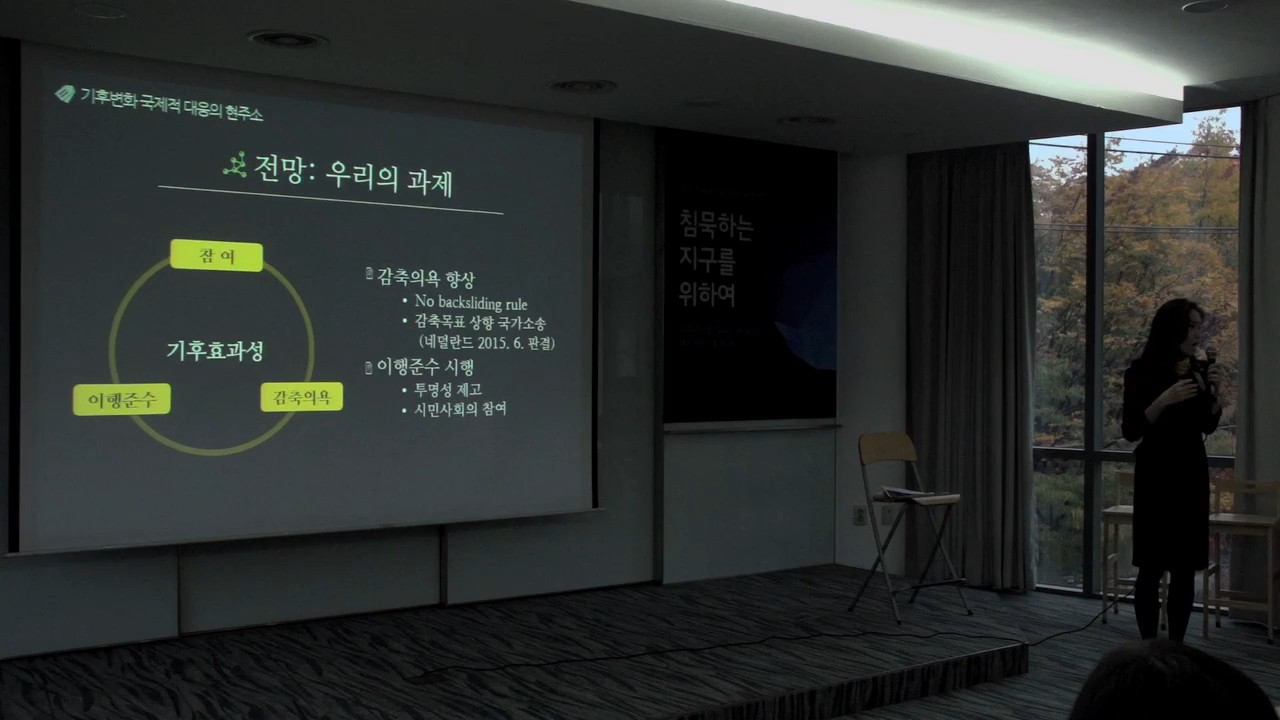 기후변화 국제적 대응의 현주소
전망: 우리의 과제
참여
기후효과성
이행준수
감축의욕
감축의욕 향상
• No backsliding rule
• 감축목표 상향 국가소송
(네덜란드 2015. 6. 판결)
이행준수 시행
• 투명성 제고
• 시민사회의 참여
침묵하는
지구를
위하여